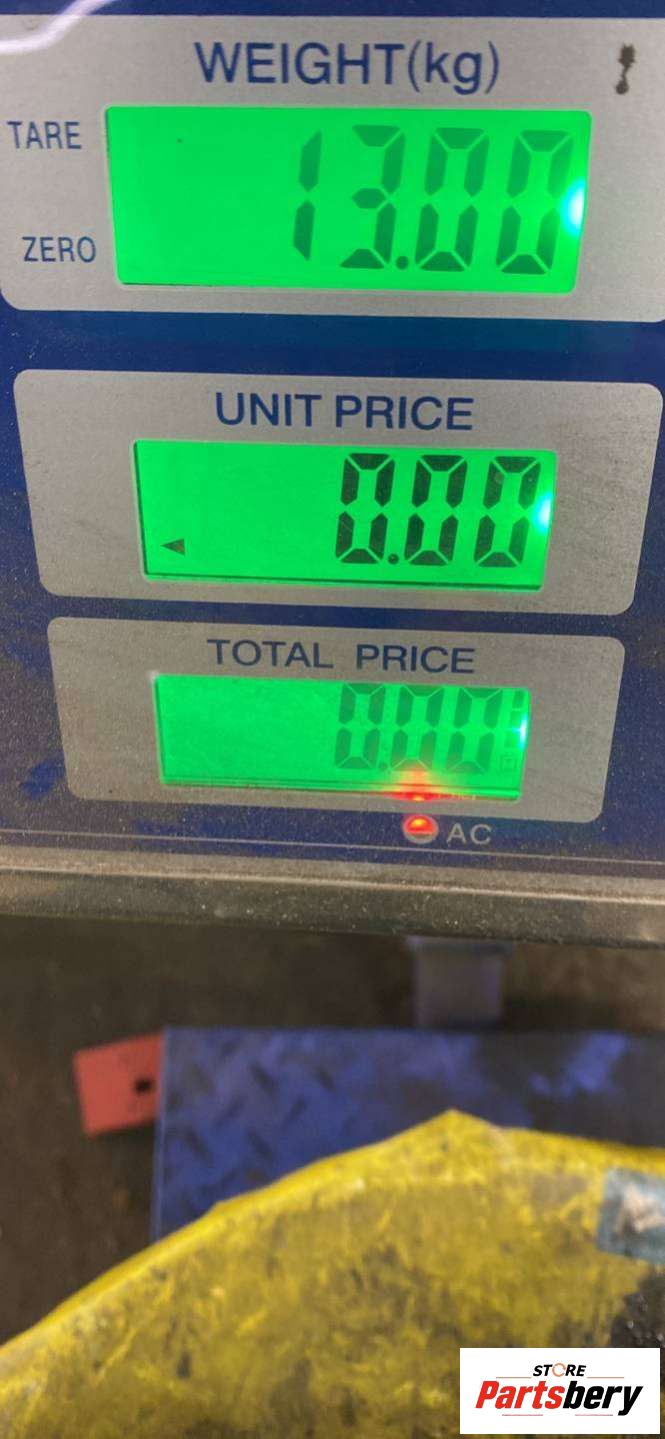 WEIGHT(kg)
TARE
13.00
ZERO
UNIT PRICE
0.00
TOTAL PRICE
0.00
AC
STORE
Partsbery